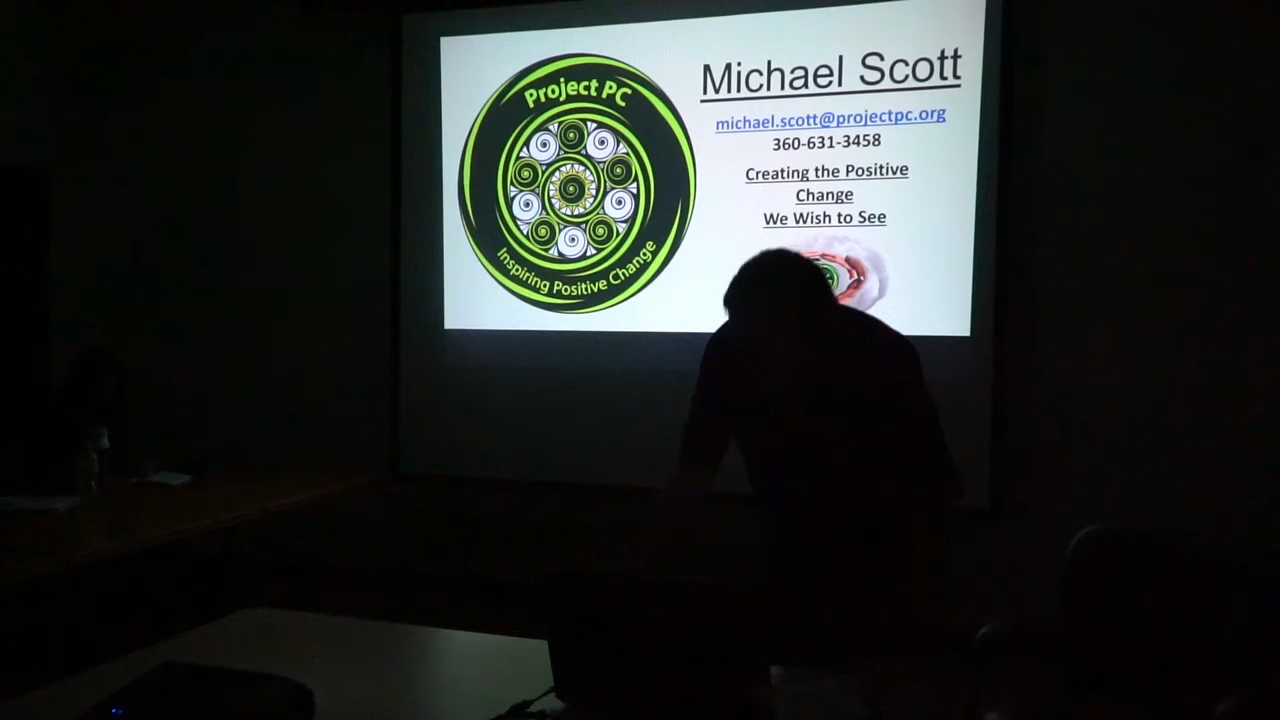 Project PC
Inspiring Positive Change
Michael Scott
michael.scott@projectpc.org
360-631-3458
Creating the Positive
Change
We Wish to See